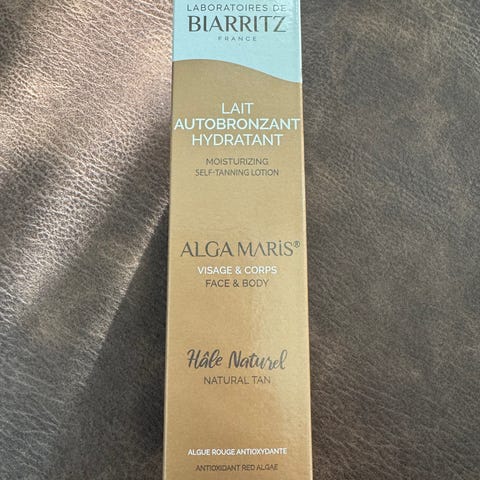 LABORATOIRES DE
BIARRITZ
FRANCE
LAIT
AUTOBRONZANT
HYDRATANT
MOISTURIZING
SELF-TANNING LOTION
ALGA MARiS®
VISAGE & CORPS
FACE & BODY
Hâle Naturel
NATURAL TAN
ALGUE ROUGE ANTIOXYDANTE
ANTIOXIDANT RED ALGAE